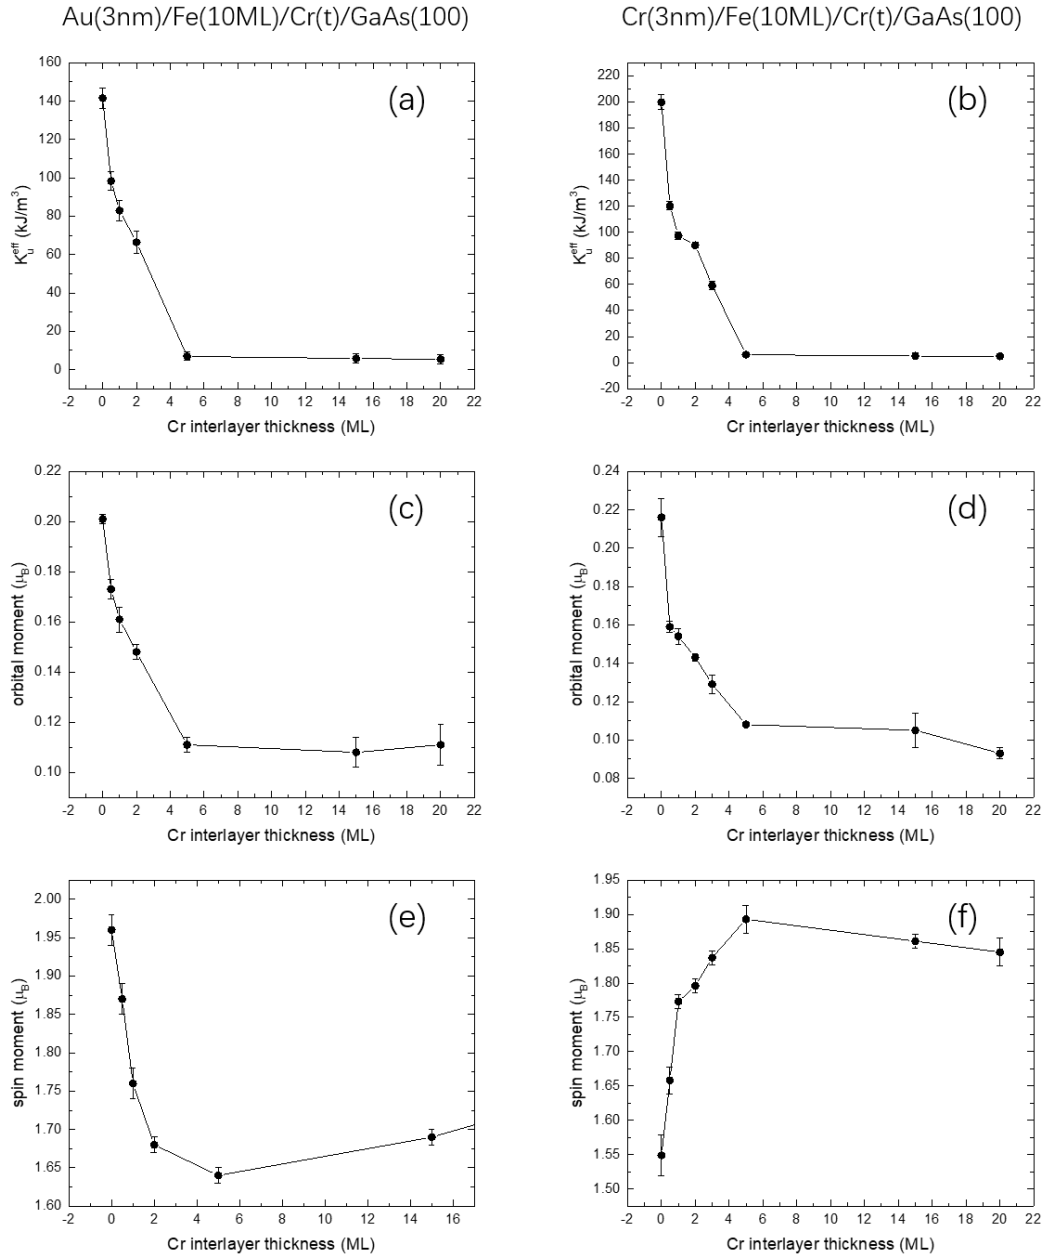 Au(3nm)/Fe(10ML)/Cr(t)/GaAs(100)
Cr(3nm)/Fe(10ML)/Cr(t)/GaAs(100)
(a)
K_u^eff (kJ/m³)
160
140
120
100
80
60
40
20
0
-2 0 2 4 6 8 10 12 14 16 18 20 22
Cr interlayer thickness (ML)
(b)
K_u^eff (kJ/m³)
220
200
180
160
140
120
100
80
60
40
20
0
-20
-2 0 2 4 6 8 10 12 14 16 18 20 22
Cr interlayer thickness (ML)
(c)
orbital moment (μ_B)
0.22
0.20
0.18
0.16
0.14
0.12
0.10
-2 0 2 4 6 8 10 12 14 16 18 20 22
Cr interlayer thickness (ML)
(d)
orbital moment (μ_B)
0.24
0.22
0.20
0.18
0.16
0.14
0.12
0.10
0.08
-2 0 2 4 6 8 10 12 14 16 18 20 22
Cr interlayer thickness (ML)
(e)
spin moment (μ_B)
2.00
1.95
1.90
1.85
1.80
1.75
1.70
1.65
1.60
-2 0 2 4 6 8 10 12 14 16
Cr interlayer thickness (ML)
(f)
spin moment (μ_B)
1.95
1.90
1.85
1.80
1.75
1.70
1.65
1.60
1.55
1.50
-2 0 2 4 6 8 10 12 14 16 18 20 22
Cr interlayer thickness (ML)